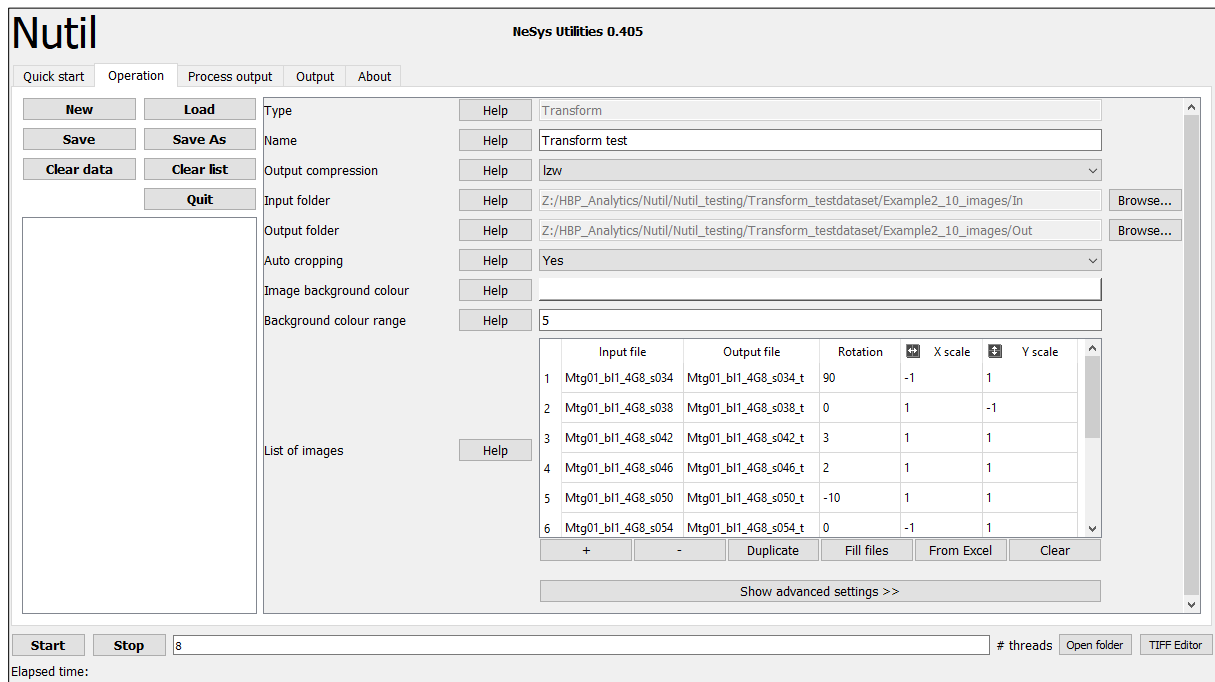 Nutil
NeSys Utilities 0.405
Quick start Operation Process output Output About
New Load
Save Save As
Clear data Clear list
Quit
Type Help Transform
Name Help Transform test
Output compression Help lzw
Input folder Help Z:/HBP_Analytics/Nutil/Nutil_testing/Transform_testdataset/Example2_10_images/In Browse...
Output folder Help Z:/HBP_Analytics/Nutil/Nutil_testing/Transform_testdataset/Example2_10_images/Out Browse...
Auto cropping Help Yes
Image background colour Help
Background colour range Help 5
List of images Help
Input file Output file Rotation X scale Y scale
1 Mtg01_bl1_4G8_s034 Mtg01_bl1_4G8_s034_t 90 -1 1
2 Mtg01_bl1_4G8_s038 Mtg01_bl1_4G8_s038_t 0 1 -1
3 Mtg01_bl1_4G8_s042 Mtg01_bl1_4G8_s042_t 3 1 1
4 Mtg01_bl1_4G8_s046 Mtg01_bl1_4G8_s046_t 2 1 1
5 Mtg01_bl1_4G8_s050 Mtg01_bl1_4G8_s050_t -10 1 1
6 Mtg01_bl1_4G8_s054 Mtg01_bl1_4G8_s054_t 0 -1 1
+ - Duplicate Fill files From Excel Clear
Show advanced settings >>
Start Stop 8 # threads Open folder TIFF Editor
Elapsed time: